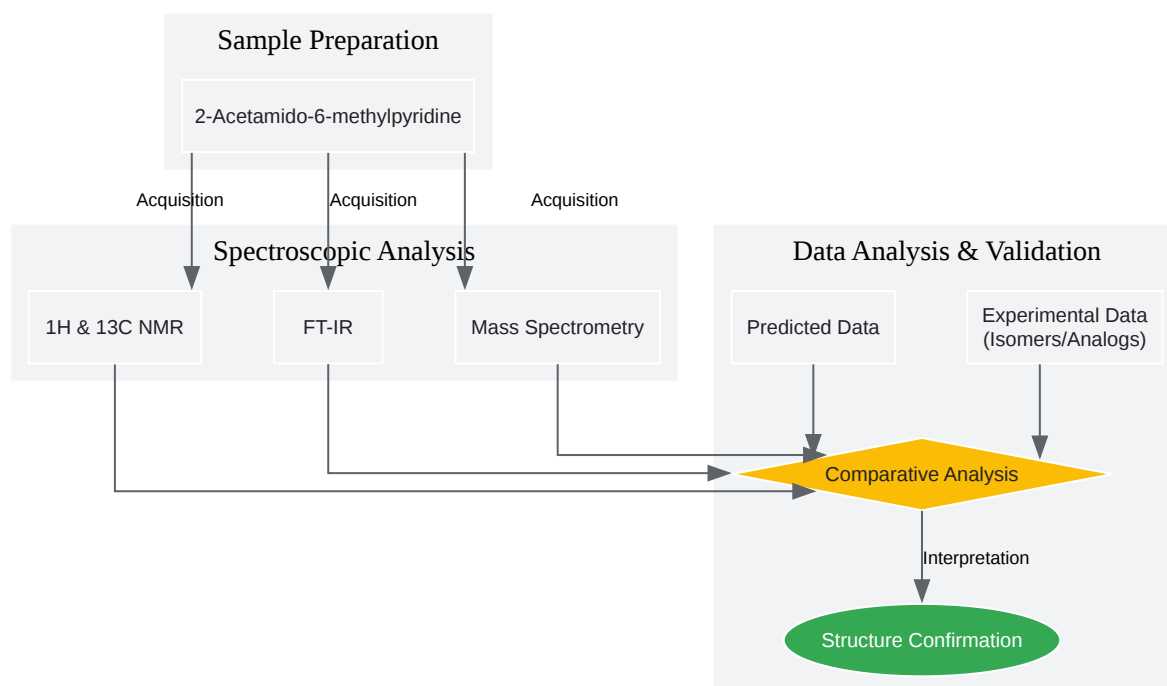 Sample Preparation
2-Acetamido-6-methylpyridine
Acquisition
Acquisition
Acquisition
Spectroscopic Analysis
1H & 13C NMR
FT-IR
Mass Spectrometry
Data Analysis & Validation
Predicted Data
Experimental Data
(Isomers/Analogs)
Comparative Analysis
Interpretation
Structure Confirmation